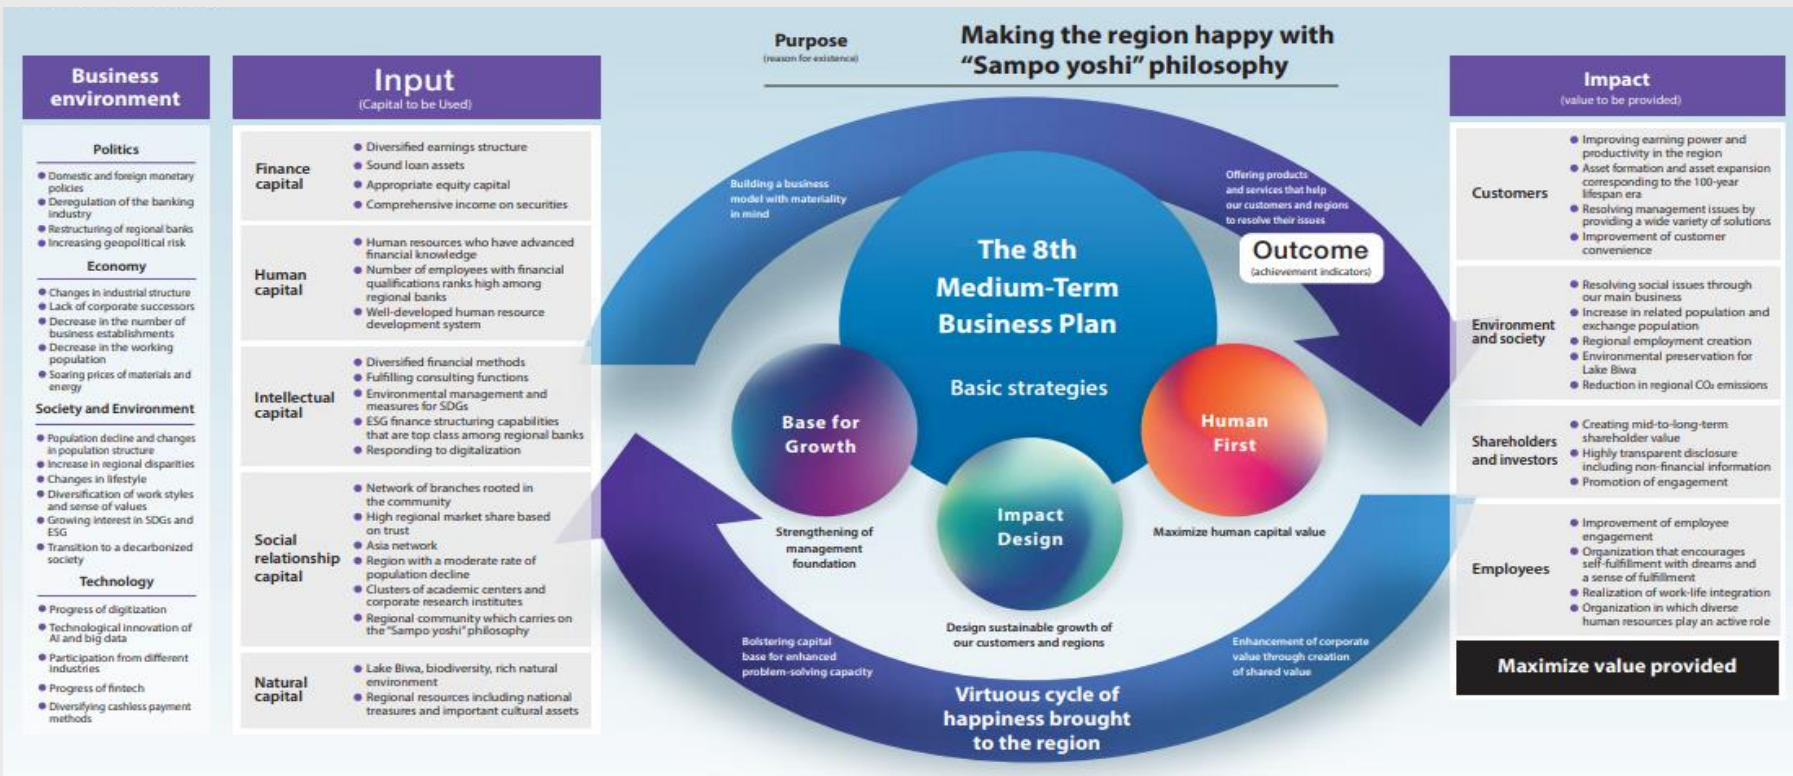 Business
environment
Politics
Domestic and foreign monetary
policies
Deregulation of the banking
industry
Restructuring of regional banks
Increasing geopolitical risk
Economy
Changes in industrial structure
Lack of corporate successors
Decrease in the number of
business establishments
Decrease in the working
population
Soaring prices of materials and
energy
Society and Environment
Population decline and changes
in population structure
Increase in regional disparities
Changes in lifestyle
Diversification of work styles
and sense of values
Growing interest in SDGs and
ESG
Transition to a decarbonized
society
Technology
Progress of digitization
Technological innovation of
AI and big data
Participation from different
industries
Progress of fintech
Diversifying cashless payment
methods
Input
(Capital to be Used)
Finance
capital
Diversified earnings structure
Sound loan assets
Appropriate equity capital
Comprehensive income on securities
Human
capital
Human resources who have advanced
financial knowledge
Number of employees with financial
qualifications ranks high among
regional banks
Well-developed human resource
development system
Intellectual
capital
Diversified financial methods
Fulfilling consulting functions
Environmental management and
measures for SDGs
ESG finance structuring capabilities
that are top class among regional banks
Responding to digitalization
Social
relationship
capital
Network of branches rooted in
the community
High regional market share based
on trust
Asia network
Region with a moderate rate of
population decline
Clusters of academic centers and
corporate research institutes
Regional community which carries on
the "Sampo yoshi" philosophy
Natural
capital
Lake Biwa, biodiversity, rich natural
environment
Regional resources including national
treasures and important cultural assets
Purpose
(reason for existence)
Making the region happy with
"Sampo yoshi" philosophy
Building a business
model with materiality
in mind
Offering products
and services that help
our customers and regions
to resolve their issues
Outcome
(achievement indicators)
The 8th
Medium-Term
Business Plan
Basic strategies
Base for
Growth
Strengthening of
management
foundation
Impact
Design
Design sustainable growth of
our customers and regions
Human
First
Maximize human capital value
Bolstering capital
base for enhanced
problem-solving capacity
Enhancement of corporate
value through creation
of shared value
Virtuous cycle of
happiness brought
to the region
Impact
(value to be provided)
Customers
Improving earning power and
productivity in the region
Asset formation and asset expansion
corresponding to the 100-year
lifespan era
Resolving management issues by
providing a wide variety of solutions
Improvement of customer
convenience
Environment
and society
Resolving social issues through
our main business
Increase in related population and
exchange population
Regional employment creation
Environmental preservation for
Lake Biwa
Reduction in regional CO₂ emissions
Shareholders
and investors
Creating mid-to-long-term
shareholder value
Highly transparent disclosure
including non-financial information
Promotion of engagement
Employees
Improvement of employee
engagement
Organization that encourages
self-fulfillment with dreams and
a sense of fulfillment
Realization of work-life integration
Organization in which diverse
human resources play an active role
Maximize value provided